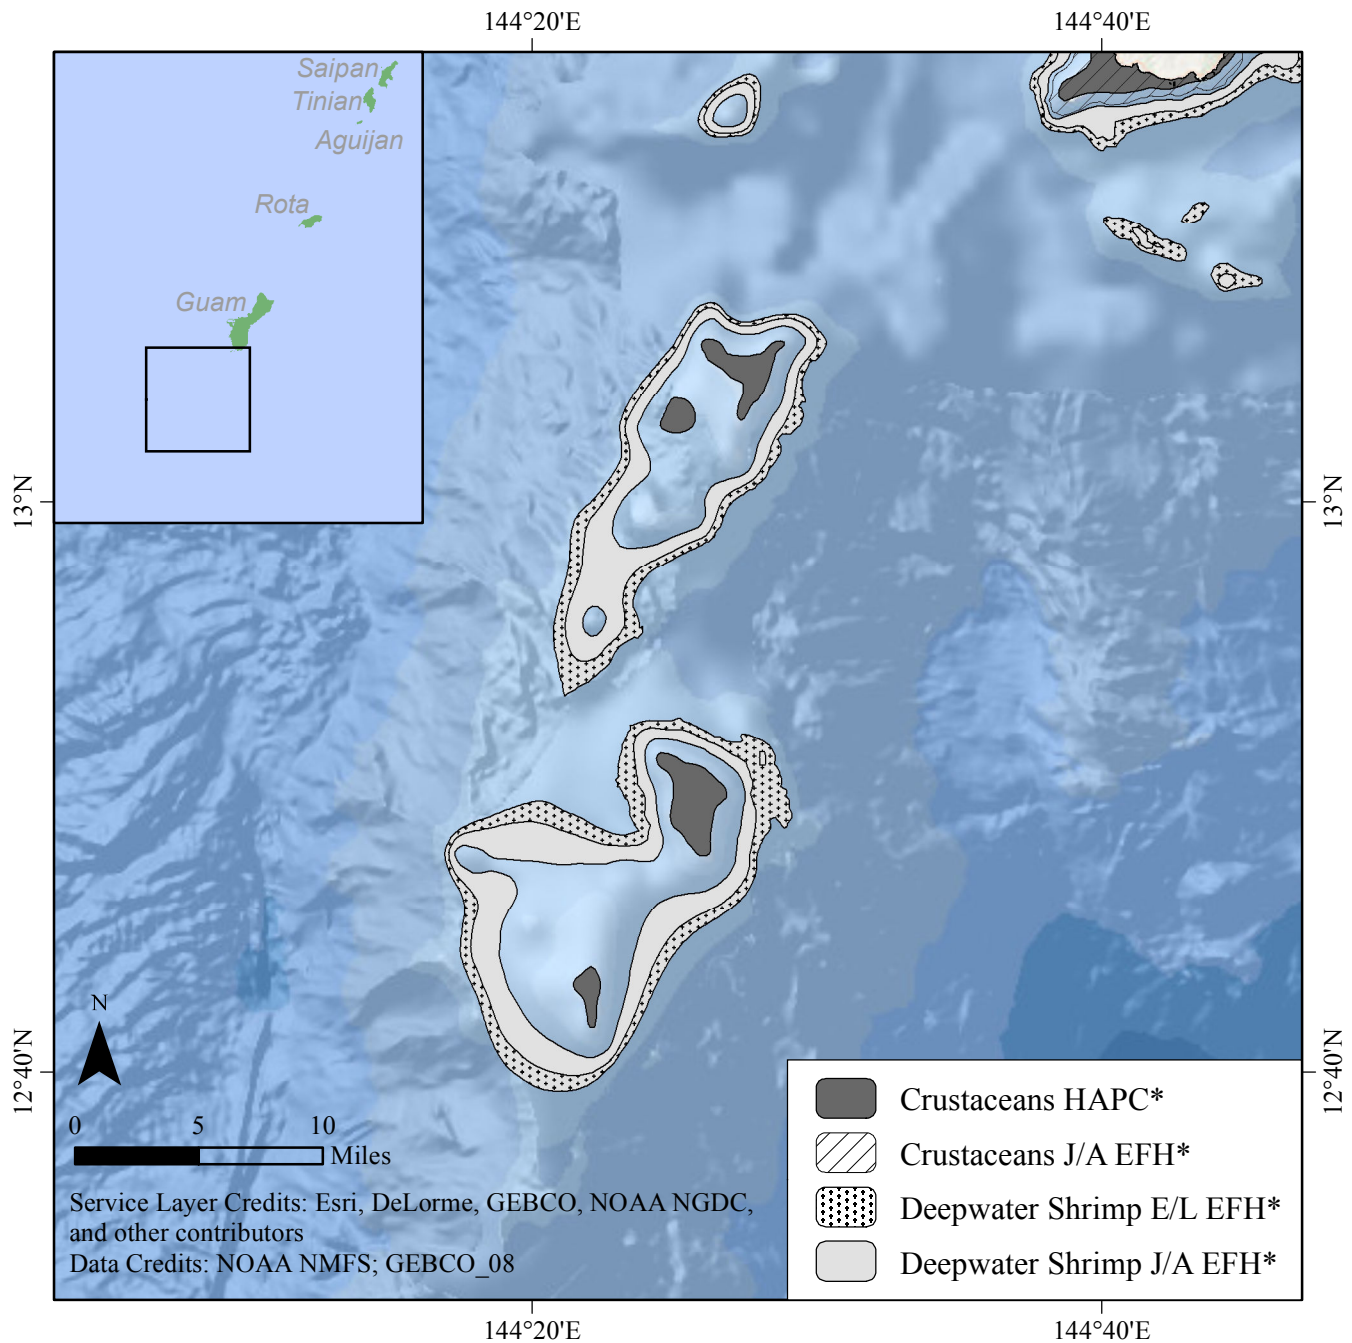 144°20'E
144°40'E
Saipan
Tinian
Aguijan
Rota
Guam
13°N
13°N
12°40'N
12°40'N
N
0 5 10
Miles
Service Layer Credits: Esri, DeLorme, GEBCO, NOAA NGDC,
and other contributors
Data Credits: NOAA NMFS; GEBCO_08
Crustaceans HAPC*
Crustaceans J/A EFH*
Deepwater Shrimp E/L EFH*
Deepwater Shrimp J/A EFH*
144°20'E
144°40'E